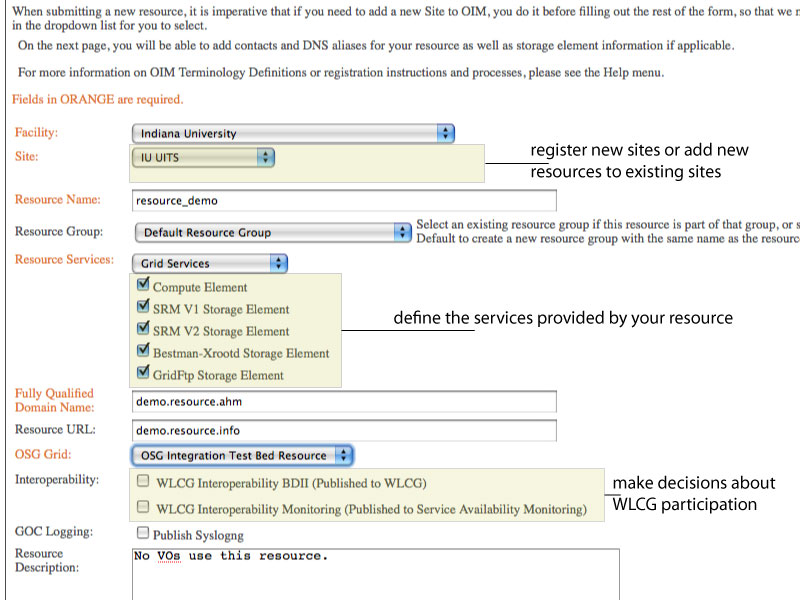 When submitting a new resource, it is imperative that if you need to add a new Site to OIM, you do it before filling out the rest of the form, so that we
in the dropdown list for you to select.
On the next page, you will be able to add contacts and DNS aliases for your resource as well as storage element information if applicable.
For more information on OIM Terminology Definitions or registration instructions and processes, please see the Help menu.
Fields in ORANGE are required.
Facility: Indiana University
Site: IU UITS
register new sites or add new
resources to existing sites
Resource Name: resource_demo
Resource Group: Default Resource Group
Select an existing resource group if this resource is part of that group, or
Default to create a new resource group with the same name as the resourc
Resource Services: Grid Services
Compute Element
SRM V1 Storage Element
SRM V2 Storage Element
Bestman-Xrootd Storage Element
GridFtp Storage Element
define the services provided by your resource
Fully Qualified
Domain Name: demo.resource.ahm
Resource URL: demo.resource.info
OSG Grid: OSG Integration Test Bed Resource
Interoperability: WLCG Interoperability BDII (Published to WLCG)
WLCG Interoperability Monitoring (Published to Service Availability Monitoring)
make decisions about
WLCG participation
GOC Logging: Publish Syslogng
Resource
Description:
No VOs use this resource.